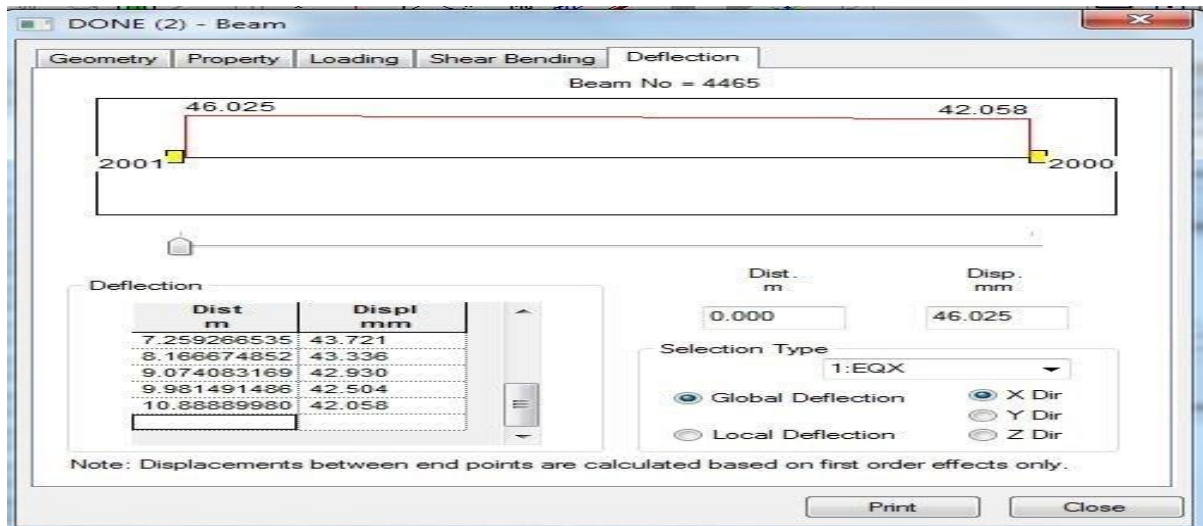 DONE (2) - Beam
Geometry Property Loading Shear Bending Deflection
Beam No = 4465
46.025 42.058
2001 2000
Deflection
Dist Displ
m mm
7.259266535 43.721
8.166674852 43.336
9.074083169 42.930
9.981491486 42.504
10.88889980 42.058
Dist. Disp.
m mm
0.000 46.025
Selection Type
1:EQX
Global Deflection X Dir
Y Dir
Local Deflection Z Dir
Note: Displacements between end points are calculated based on first order effects only.
Print Close